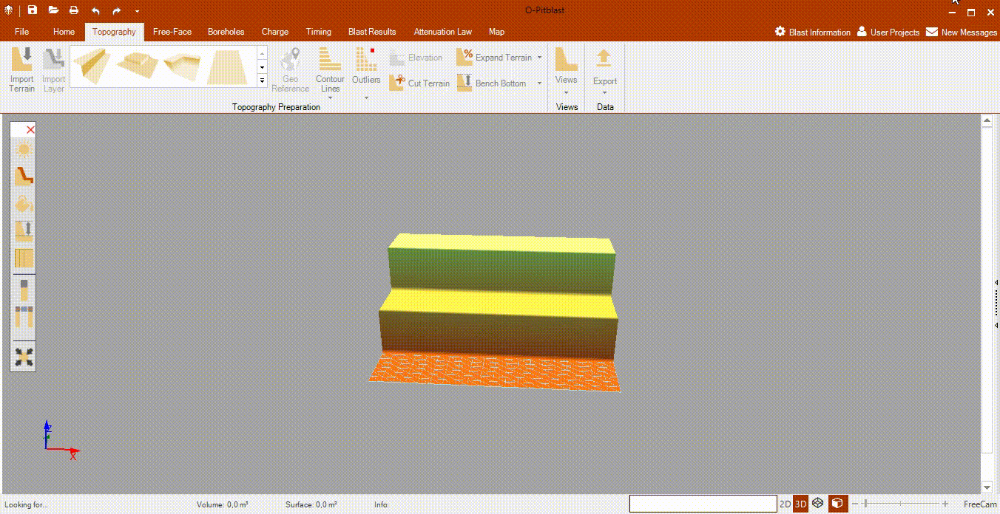 O-Pitblast
File Home Topography Free-Face Boreholes Charge Timing Blast Results Attenuation Law Map Blast Information User Projects New Messages
Import Terrain
Import Layer
Geo Reference
Contour Lines
Outliers
Elevation
Cut Terrain
Expand Terrain
Bench Bottom
Views
Export
Topography Preparation Views Data
Z
X
Looking for... Volume: 0,0 m³ Surface: 0,0 m² Info: 2D 3D FreeCam